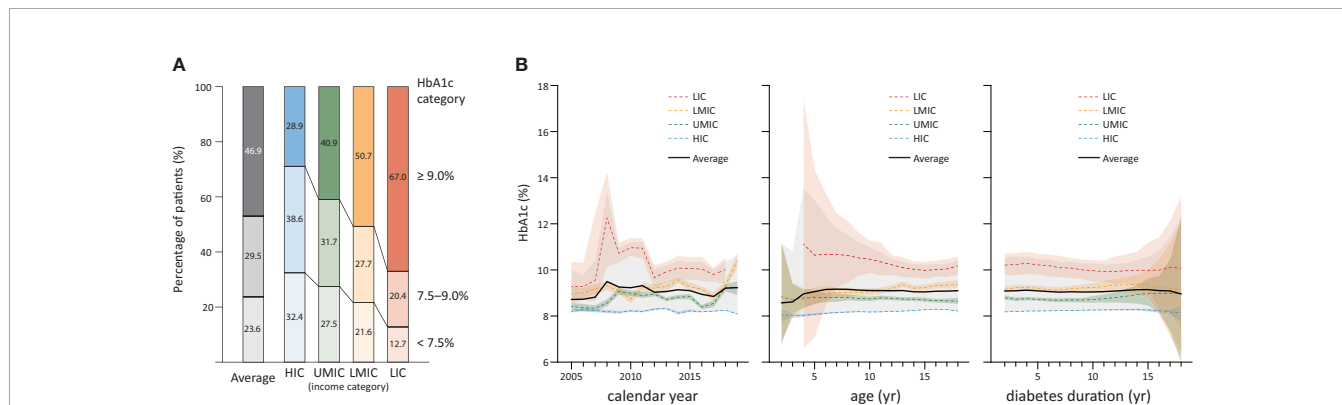 A
100
80
60
40
20
Percentage of patients (%)
46.9
29.5
23.6
28.9
38.6
32.4
40.9
31.7
27.5
50.7
27.7
21.6
67.0
20.4
12.7
HbA1c
category
≥ 9.0%
7.5–9.0%
< 7.5%
Average
HIC
UMIC
LMIC
LIC
(income category)
B
HbA1c (%)
18
16
14
12
10
8
6
LIC
LMIC
UMIC
HIC
Average
2005
2010
2015
calendar year
LIC
LMIC
UMIC
HIC
Average
5
10
15
age (yr)
LIC
LMIC
UMIC
HIC
Average
5
10
15
diabetes duration (yr)